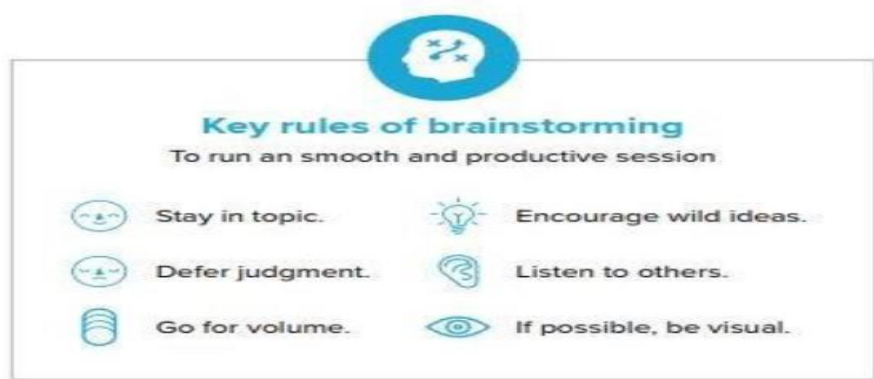 Key rules of brainstorming
To run an smooth and productive session
Stay in topic.
Encourage wild ideas.
Defer judgment.
Listen to others.
Go for volume.
If possible, be visual.